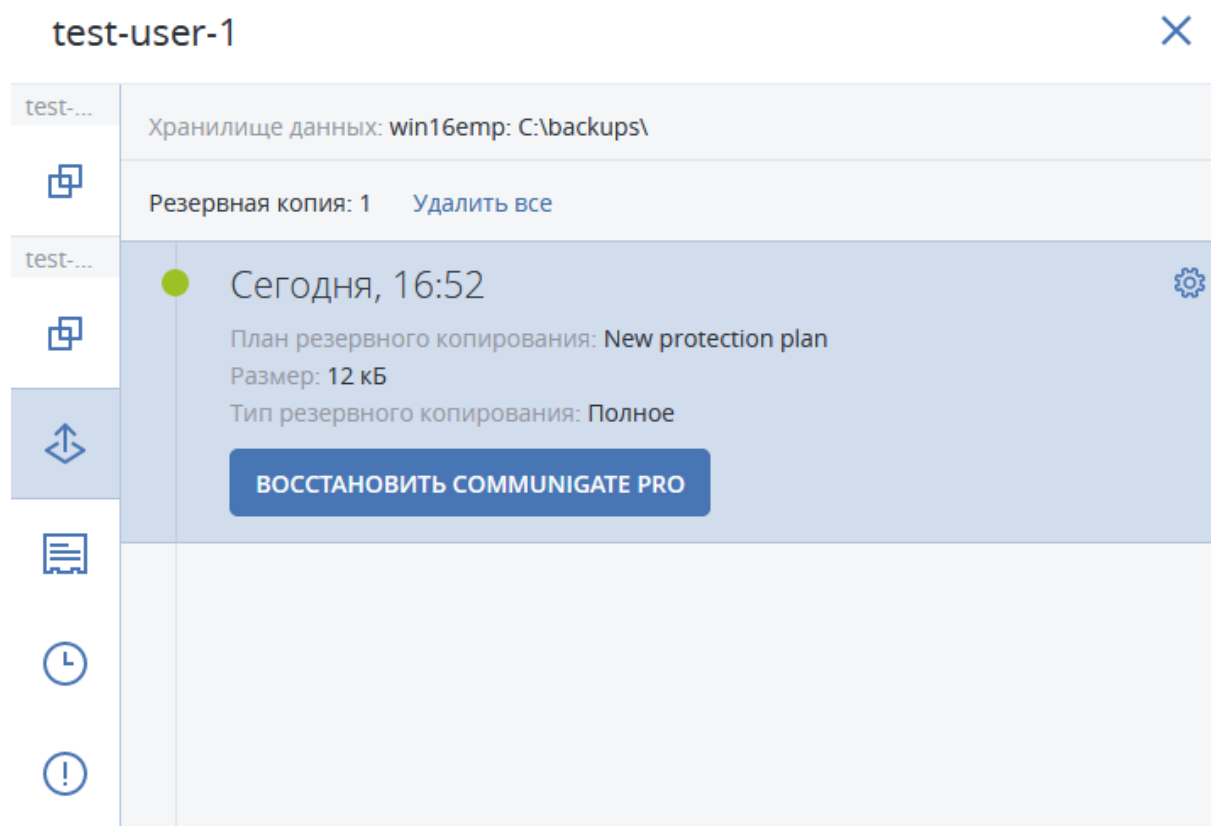 test-user-1
test-...
Хранилище данных: win16emp: C:\backups\
Резервная копия: 1 Удалить все
test-...
Сегодня, 16:52
План резервного копирования: New protection plan
Размер: 12 кБ
Тип резервного копирования: Полное
ВОССТАНОВИТЬ COMMUNIGATE PRO